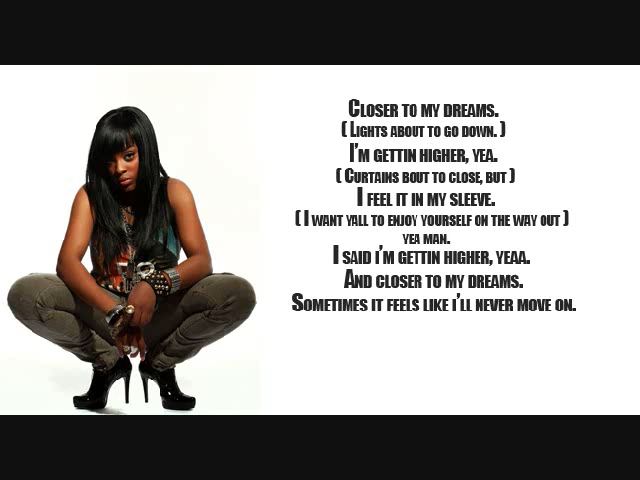 Closer to my dreams.
( Lights about to go down. )
I'm gettin higher, yea.
( Curtains bout to close, but )
I feel it in my sleeve.
( I want yall to enjoy yourself on the way out )
yea man.
I said i'm gettin higher, yeaa.
And closer to my dreams.
Sometimes it feels like i'll never move on.